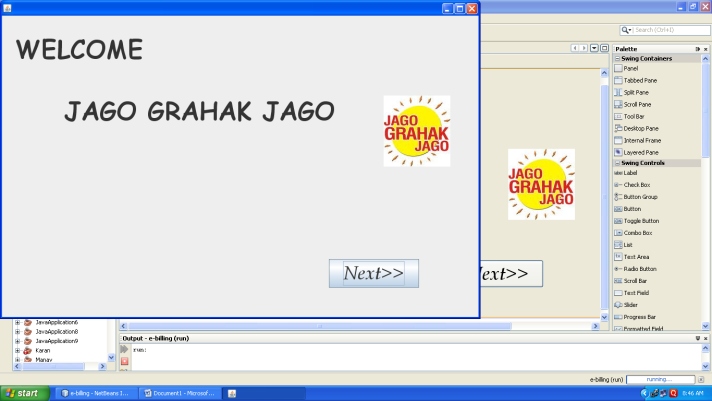 WELCOME
JAGO GRAHAK JAGO
JAGO
GRAHAK
JAGO
Next>>
Search (Ctrl+I)
Palette
Swing Containers
Panel
Tabbed Pane
Split Pane
Scroll Pane
Tool Bar
Desktop Pane
Internal Frame
Layered Pane
Swing Controls
Label
Check Box
Button Group
Button
Toggle Button
Combo Box
List
Text Area
Radio Button
Scroll Bar
Text Field
Slider
Progress Bar
Formatted Field
JAGO
GRAHAK
JAGO
ext>>
JavaApplication6
JavaApplication8
JavaApplication9
Karan
Manav
Output - e-billing (run)
run:
e-billing (run) running...
start
e-billing - NetBeans I...
Document1 - Microsof...
8:46 AM